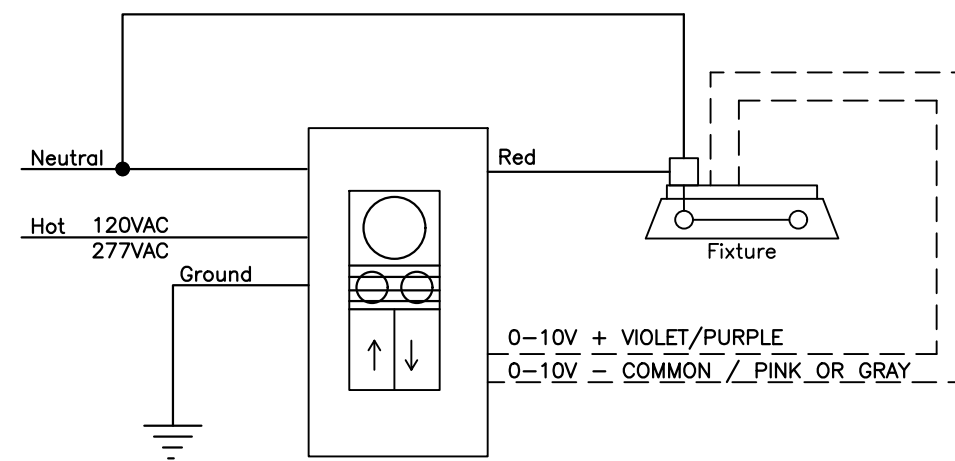 Neutral
Red
Hot 120VAC
277VAC
Fixture
Ground
0-10V + VIOLET/PURPLE
0-10V - COMMON / PINK OR GRAY